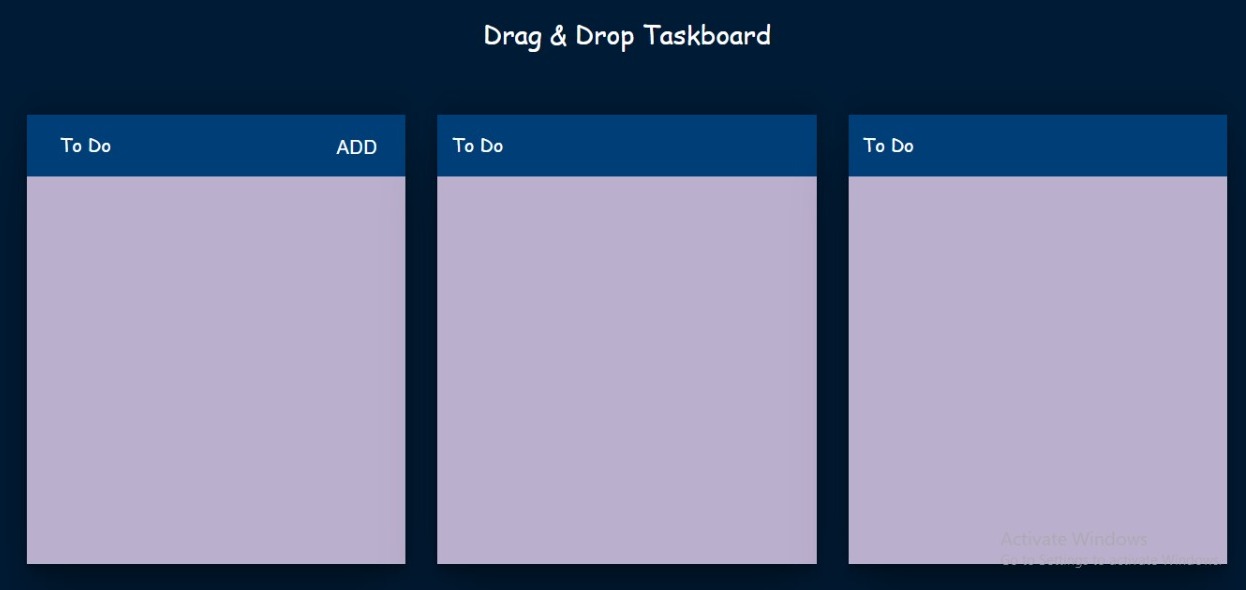 Drag & Drop Taskboard
To Do
ADD
To Do
To Do
Activate Windows
Go to Settings to activate Windows.